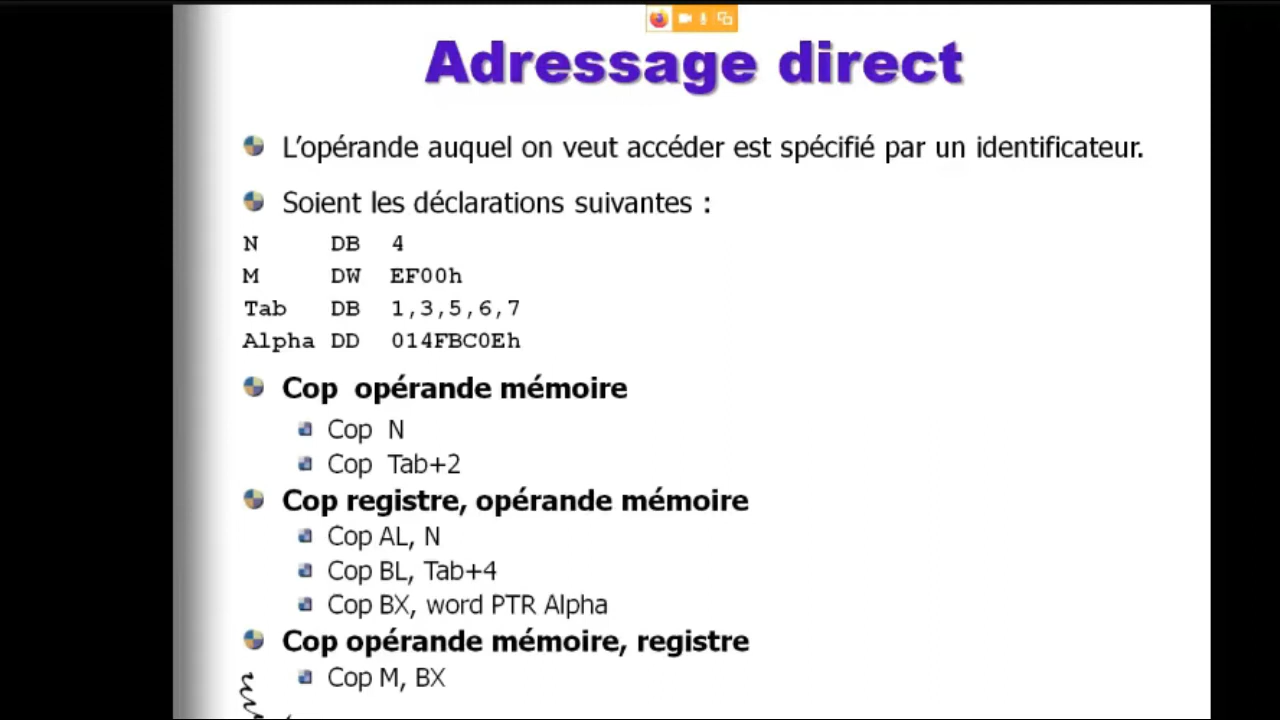 Adressage direct
L’opérande auquel on veut accéder est spécifié par un identificateur.
Soient les déclarations suivantes :
N DB 4
M DW EF00h
Tab DB 1,3,5,6,7
Alpha DD 014FBC0Eh
Cop opérande mémoire
Cop N
Cop Tab+2
Cop registre, opérande mémoire
Cop AL, N
Cop BL, Tab+4
Cop BX, word PTR Alpha
Cop opérande mémoire, registre
Cop M, BX